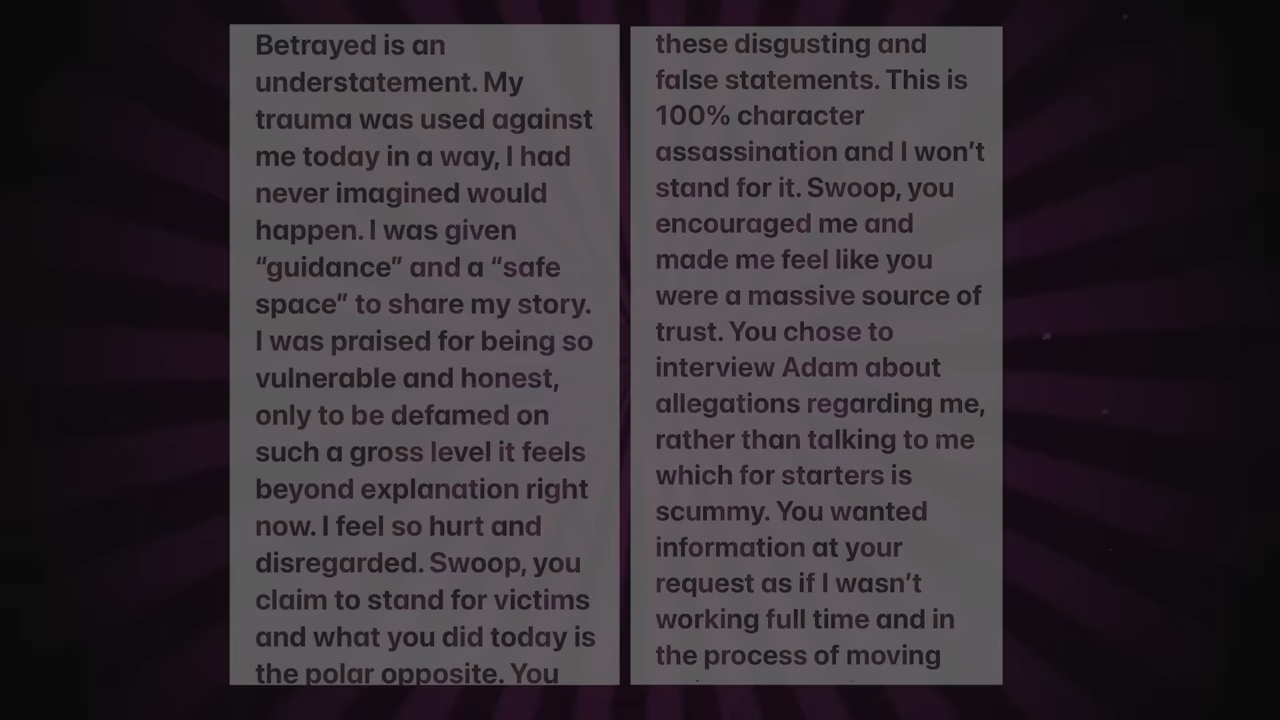 Betrayed is an
understatement. My
trauma was used against
me today in a way, I had
never imagined would
happen. I was given
“guidance” and a “safe
space” to share my story.
I was praised for being so
vulnerable and honest,
only to be defamed on
such a gross level it feels
beyond explanation right
now. I feel so hurt and
disregarded. Swoop, you
claim to stand for victims
and what you did today is
the polar opposite. You
these disgusting and
false statements. This is
100% character
assassination and I won’t
stand for it. Swoop, you
encouraged me and
made me feel like you
were a massive source of
trust. You chose to
interview Adam about
allegations regarding me,
rather than talking to me
which for starters is
scummy. You wanted
information at your
request as if I wasn’t
working full time and in
the process of moving